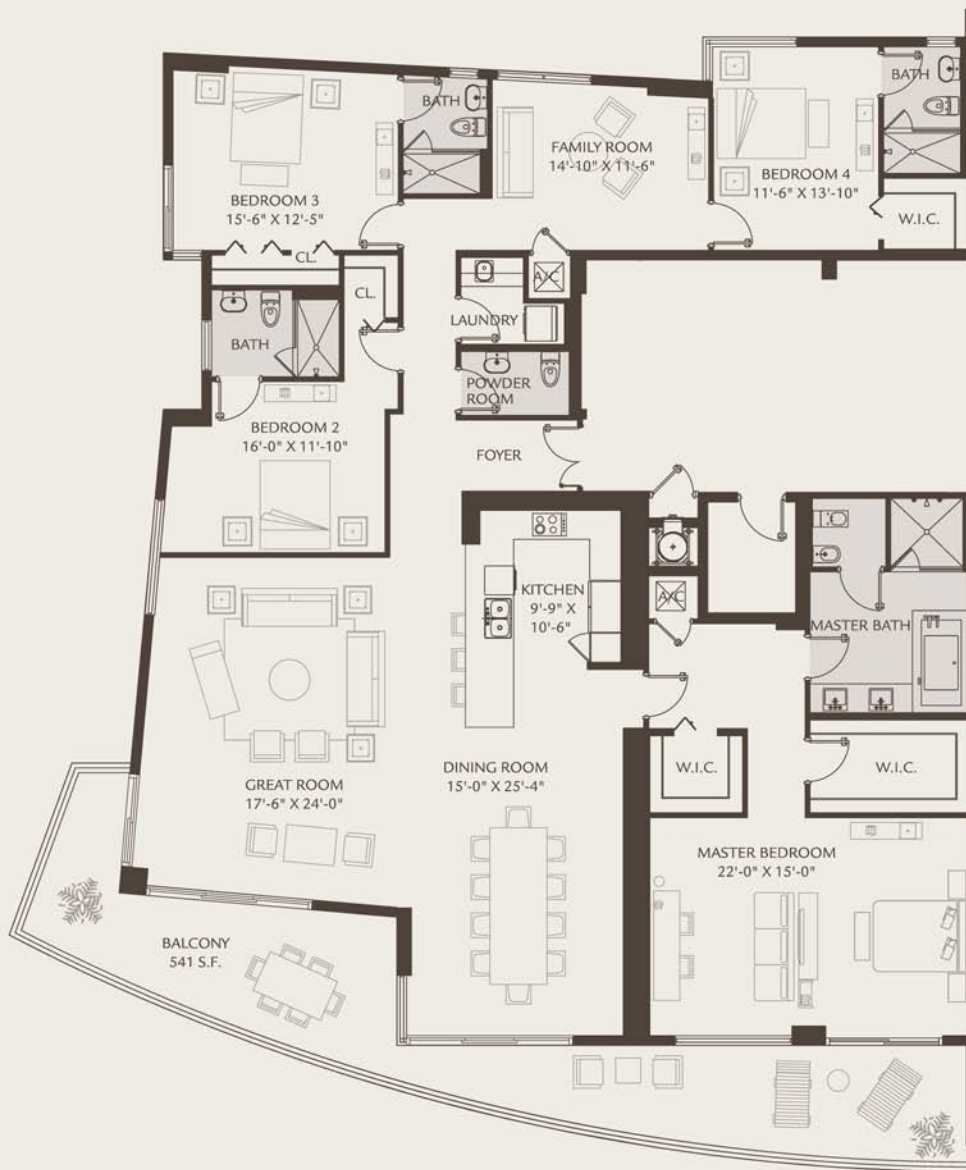 BATH
BATH
FAMILY ROOM
14'-10" X 11'-6"
BEDROOM 4
11'-6" X 13'-10"
BEDROOM 3
15'-6" X 12'-5"
W.I.C.
CL.
A/C
CL.
LAUNDRY
BATH
POWDER
ROOM
BEDROOM 2
16'-0" X 11'-10"
FOYER
KITCHEN
9'-9" X
10'-6"
A/C
MASTER BATH
W.I.C.
W.I.C.
DINING ROOM
15'-0" X 25'-4"
GREAT ROOM
17'-6" X 24'-0"
MASTER BEDROOM
22'-0" X 15'-0"
BALCONY
541 S.F.